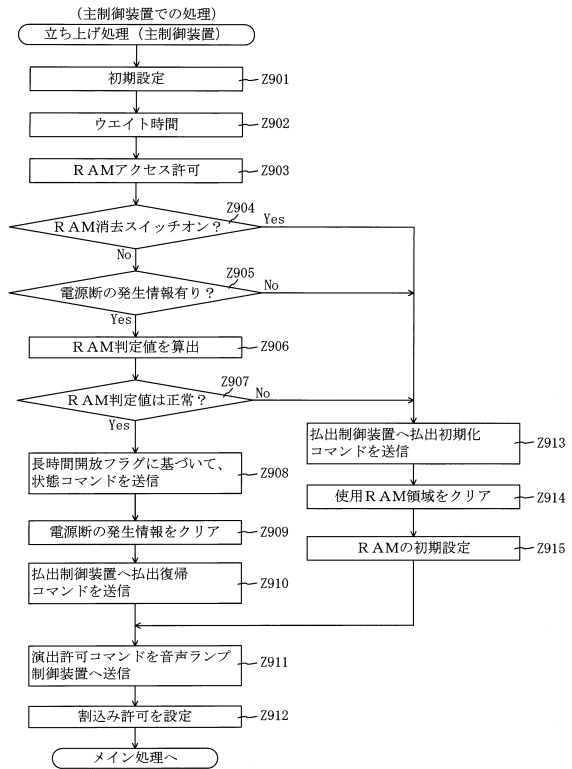 （主制御装置での処理）
立ち上げ処理（主制御装置）
初期設定
Z901
ウエイト時間
Z902
ＲＡＭアクセス許可
Z903
Z904
ＲＡＭ消去スイッチオン？
Yes
No
Z905
電源断の発生情報有り？
No
Yes
ＲＡＭ判定値を算出
Z906
Z907
ＲＡＭ判定値は正常？
No
Yes
長時間開放フラグに基づいて、
状態コマンドを送信
Z908
電源断の発生情報をクリア
Z909
払出制御装置へ払出復帰
コマンドを送信
Z910
払出制御装置へ払出初期化
コマンドを送信
Z913
使用ＲＡＭ領域をクリア
Z914
ＲＡＭの初期設定
Z915
演出許可コマンドを音声ランプ
制御装置へ送信
Z911
割込み許可を設定
Z912
メイン処理へ